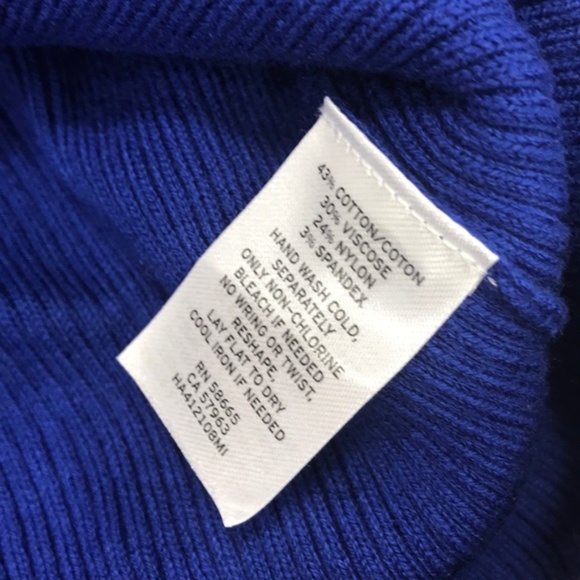 43% COTTON/COTON
30% VISCOSE
24% NYLON
3% SPANDEX
HAND WASH COLD,
SEPARATELY
ONLY NON-CHLORINE
BLEACH IF NEEDED
NO WRING OR TWIST,
RESHAPE,
LAY FLAT TO DRY
COOL IRON IF NEEDED
RN 58665
CA 57963
HA412108MI